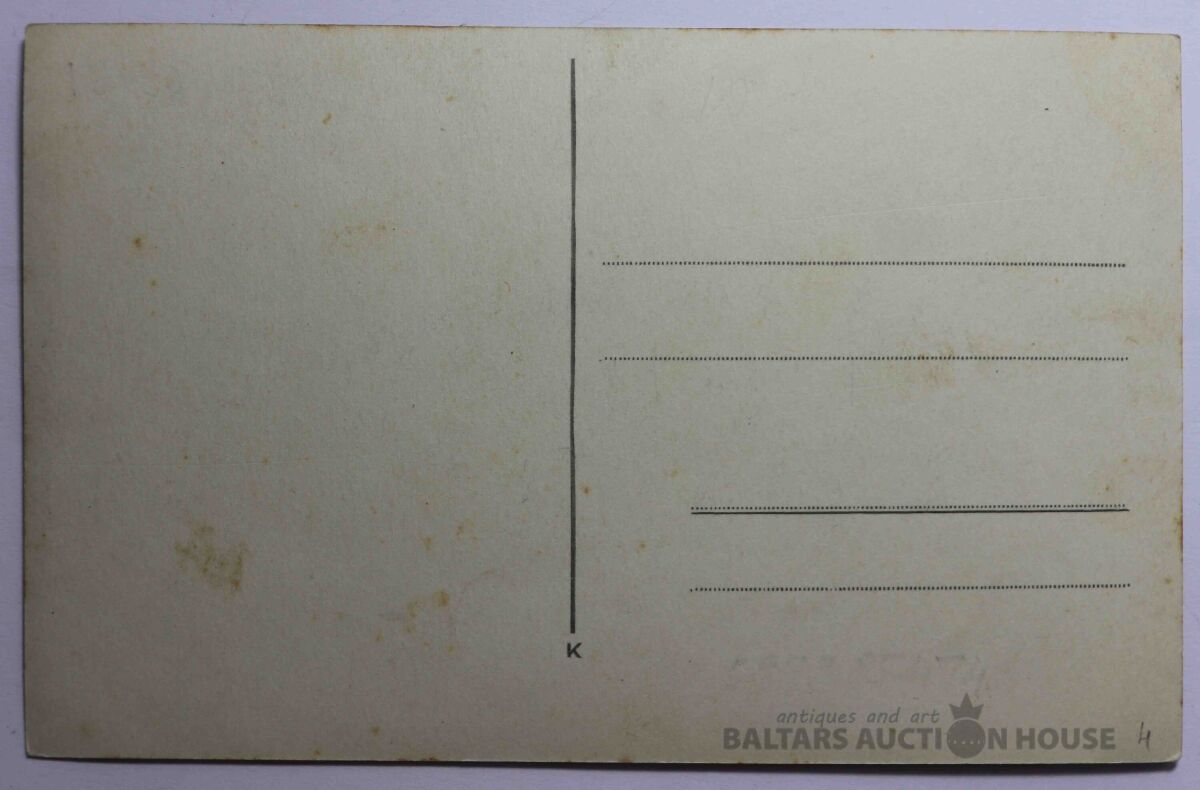 K
antiques and art
BALTARS AUCTION HOUSE
4